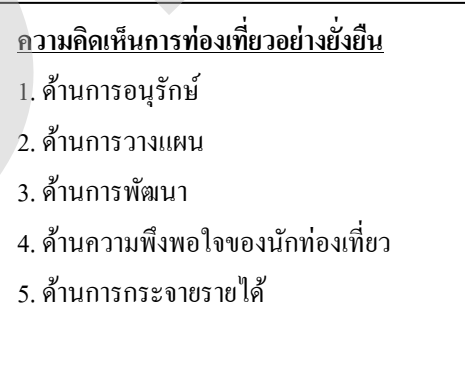 ความคิดเห็นการท่องเที่ยวอย่างยั่งยืน
1. ด้านการอนุรักษ์
2. ด้านการวางแผน
3. ด้านการพัฒนา
4. ด้านความพึงพอใจของนักท่องเที่ยว
5. ด้านการกระจายรายได้